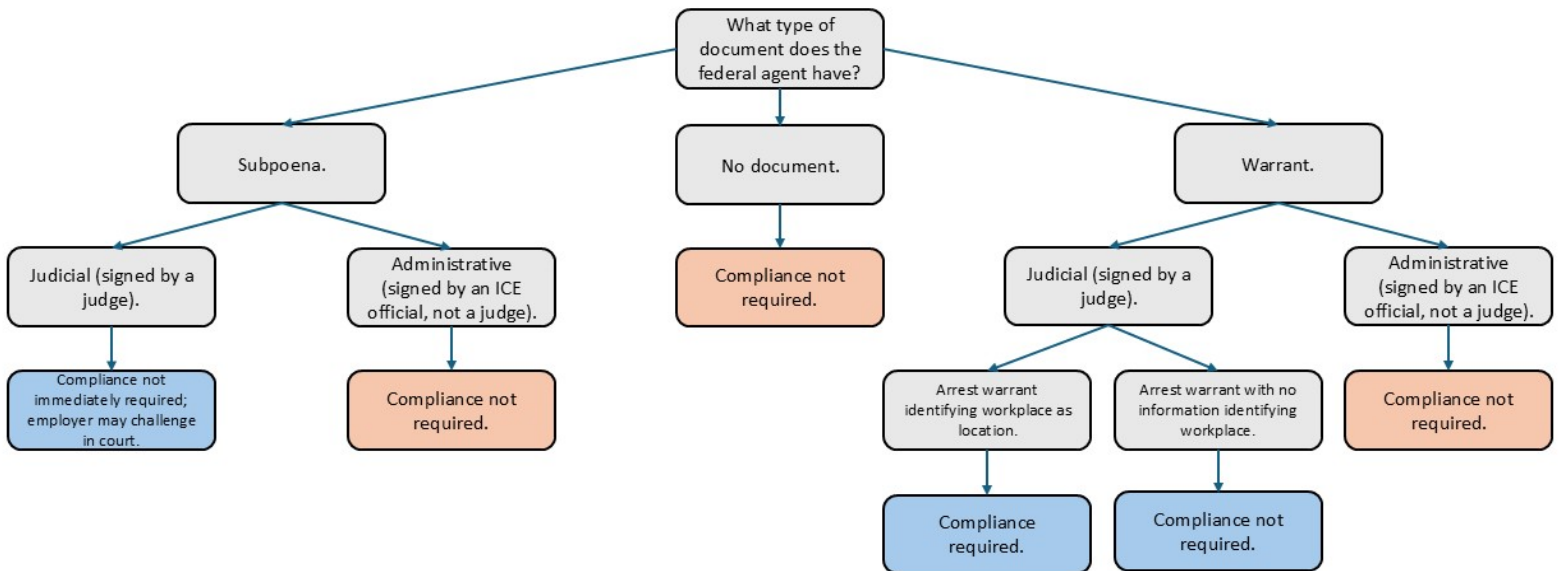 What type of
document does the
federal agent have?
Subpoena.
No document.
Warrant.
Judicial (signed by a
judge).
Administrative
(signed by an ICE
official, not a judge).
Compliance not
required.
Judicial (signed by a
judge).
Administrative
(signed by an ICE
official, not a judge).
Compliance not
immediately required;
employer may challenge
in court.
Compliance not
required.
Arrest warrant
identifying workplace as
location.
Arrest warrant with no
information identifying
workplace.
Compliance not
required.
Compliance
required.
Compliance not
required.